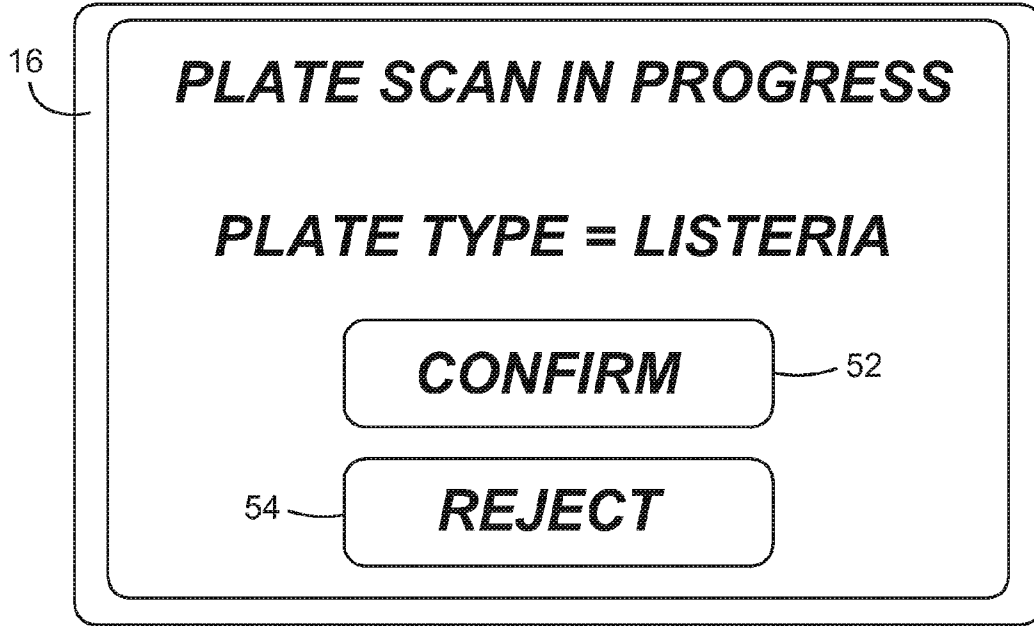 16
PLATE SCAN IN PROGRESS
PLATE TYPE = LISTERIA
CONFIRM
52
54
REJECT